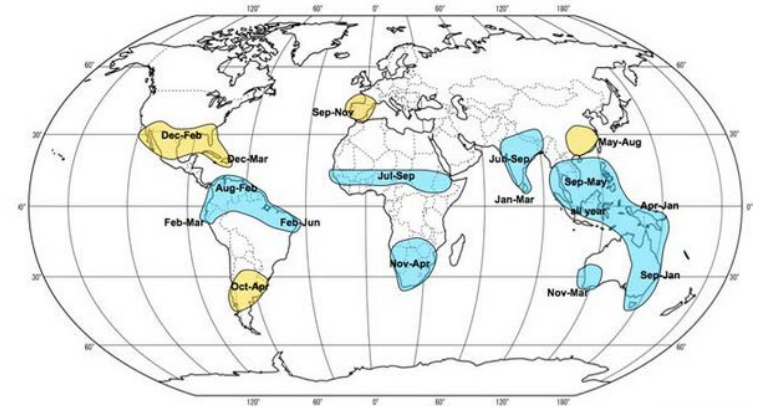 120° 60° 0° 60° 120° 180°
60° 60°
Sep-Nov
30° Dec-Feb May-Aug 30°
Dec-Mar Jun-Sep
Jul-Sep
Aug-Feb Sep-May
Jan-Mar
0° all year Apr-Jan 0°
Feb-Mar Feb-Jun
Nov-Apr
30° Oct-Apr Sep-Jan 30°
Nov-Mar
60° 60°
120° 60° 0° 60° 120° 180°